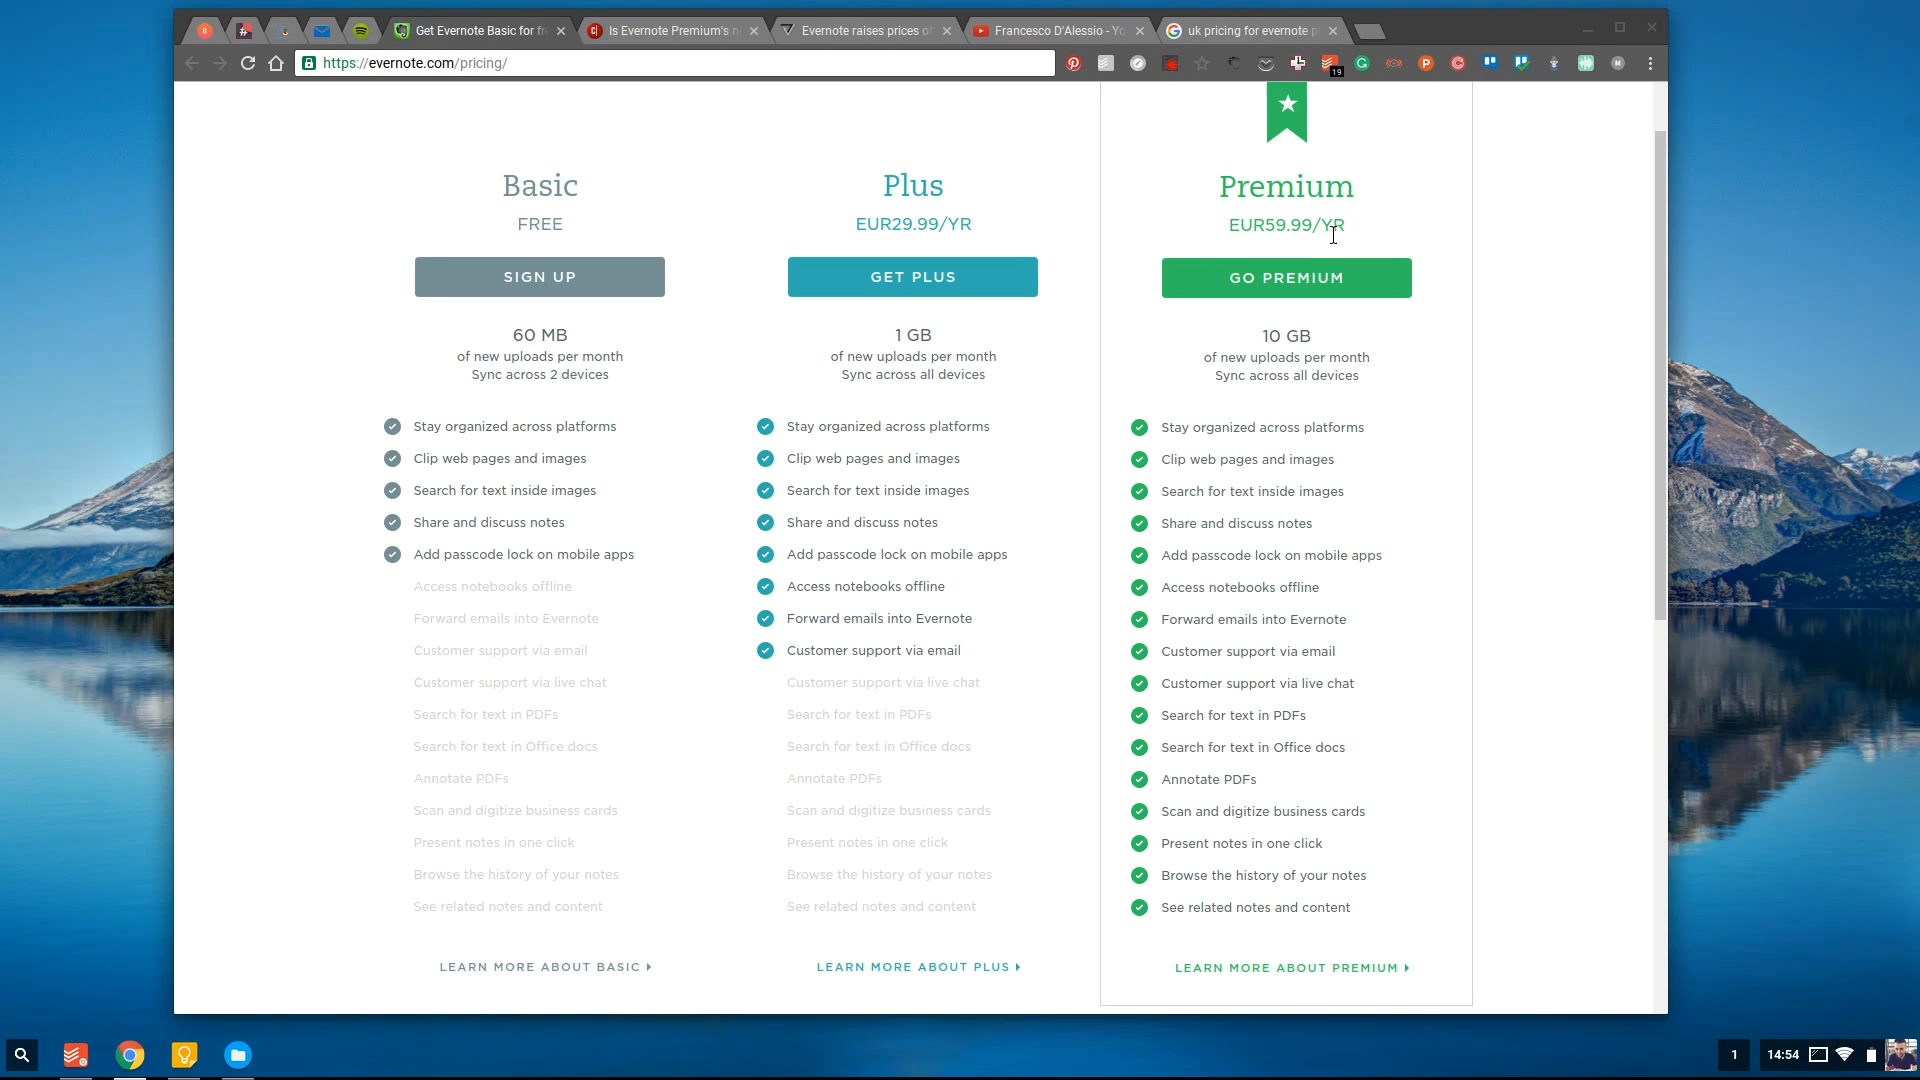 Get Evernote Basic for fr
Is Evernote Premium's n
Evernote raises prices of
Francesco D'Alessio - Yo
uk pricing for evernote p
https://evernote.com/pricing/
19
Basic
FREE
SIGN UP
60 MB
of new uploads per month
Sync across 2 devices
Stay organized across platforms
Clip web pages and images
Search for text inside images
Share and discuss notes
Add passcode lock on mobile apps
Access notebooks offline
Forward emails into Evernote
Customer support via email
Customer support via live chat
Search for text in PDFs
Search for text in Office docs
Annotate PDFs
Scan and digitize business cards
Present notes in one click
Browse the history of your notes
See related notes and content
LEARN MORE ABOUT BASIC
Plus
EUR29.99/YR
GET PLUS
1 GB
of new uploads per month
Sync across all devices
Stay organized across platforms
Clip web pages and images
Search for text inside images
Share and discuss notes
Add passcode lock on mobile apps
Access notebooks offline
Forward emails into Evernote
Customer support via email
Customer support via live chat
Search for text in PDFs
Search for text in Office docs
Annotate PDFs
Scan and digitize business cards
Present notes in one click
Browse the history of your notes
See related notes and content
LEARN MORE ABOUT PLUS
Premium
EUR59.99/YR
GO PREMIUM
10 GB
of new uploads per month
Sync across all devices
Stay organized across platforms
Clip web pages and images
Search for text inside images
Share and discuss notes
Add passcode lock on mobile apps
Access notebooks offline
Forward emails into Evernote
Customer support via email
Customer support via live chat
Search for text in PDFs
Search for text in Office docs
Annotate PDFs
Scan and digitize business cards
Present notes in one click
Browse the history of your notes
See related notes and content
LEARN MORE ABOUT PREMIUM
1
14:54